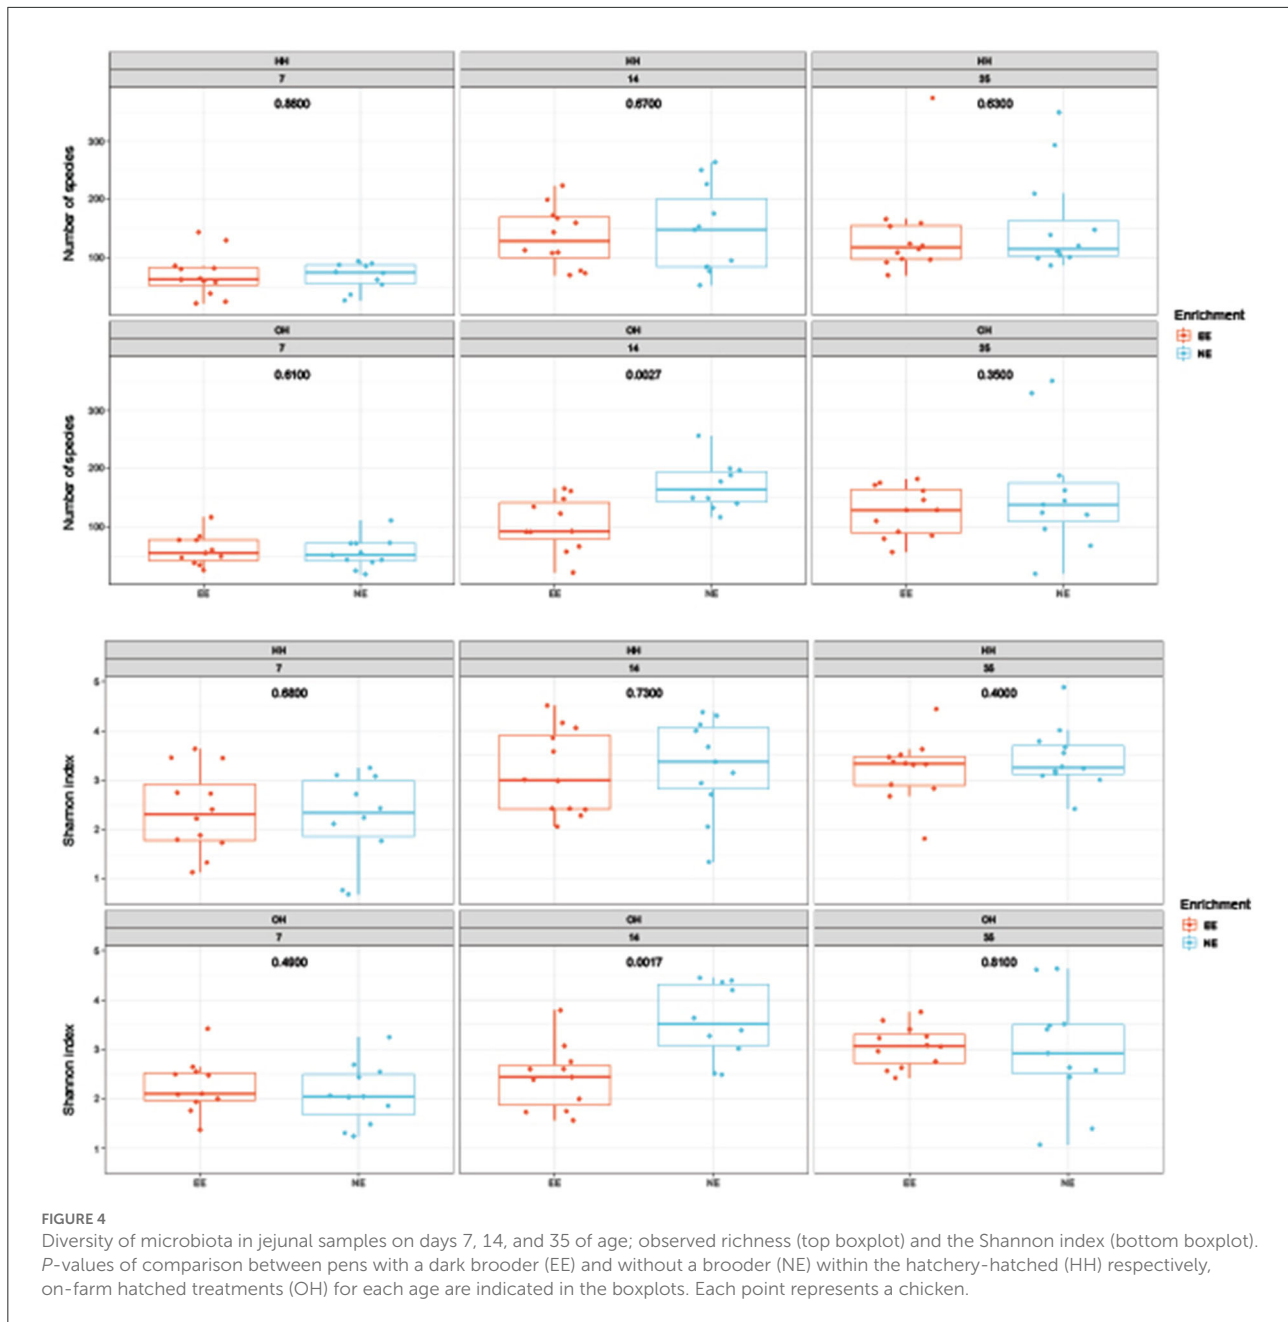 HH HH HH
7 14 35
0.8600 0.6700 0.6300
Number of species
300
200
100
OH OH OH
7 14 35
0.6100 0.0027 0.3500
Number of species
300
200
100
EE NE EE NE EE NE
Enrichment
EE
NE
HH HH HH
7 14 35
0.6800 0.7300 0.4000
Shannon index
5
4
3
2
1
OH OH OH
7 14 35
0.4900 0.0017 0.8100
Shannon index
5
4
3
2
1
EE NE EE NE EE NE
Enrichment
EE
NE
FIGURE 4
Diversity of microbiota in jejunal samples on days 7, 14, and 35 of age; observed richness (top boxplot) and the Shannon index (bottom boxplot).
P-values of comparison between pens with a dark brooder (EE) and without a brooder (NE) within the hatchery-hatched (HH) respectively,
on-farm hatched treatments (OH) for each age are indicated in the boxplots. Each point represents a chicken.